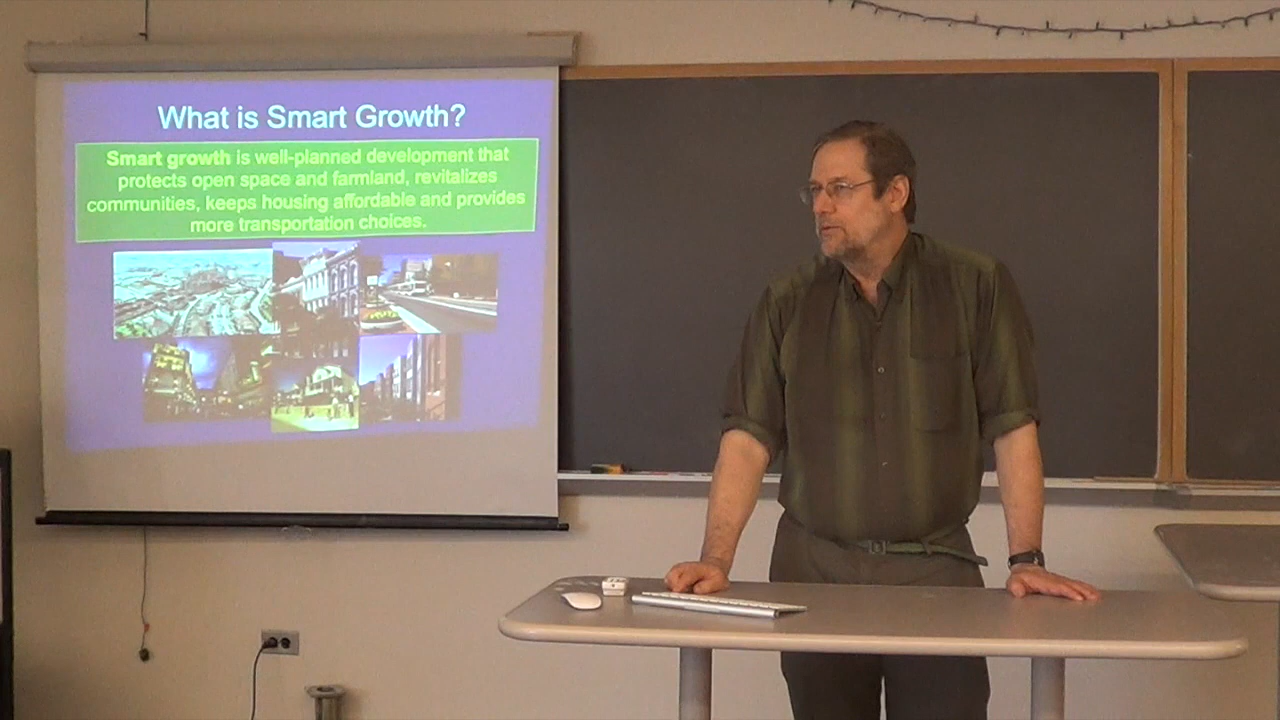 What is Smart Growth?
Smart growth is well-planned development that
protects open space and farmland, revitalizes
communities, keeps housing affordable and provides
more transportation choices.